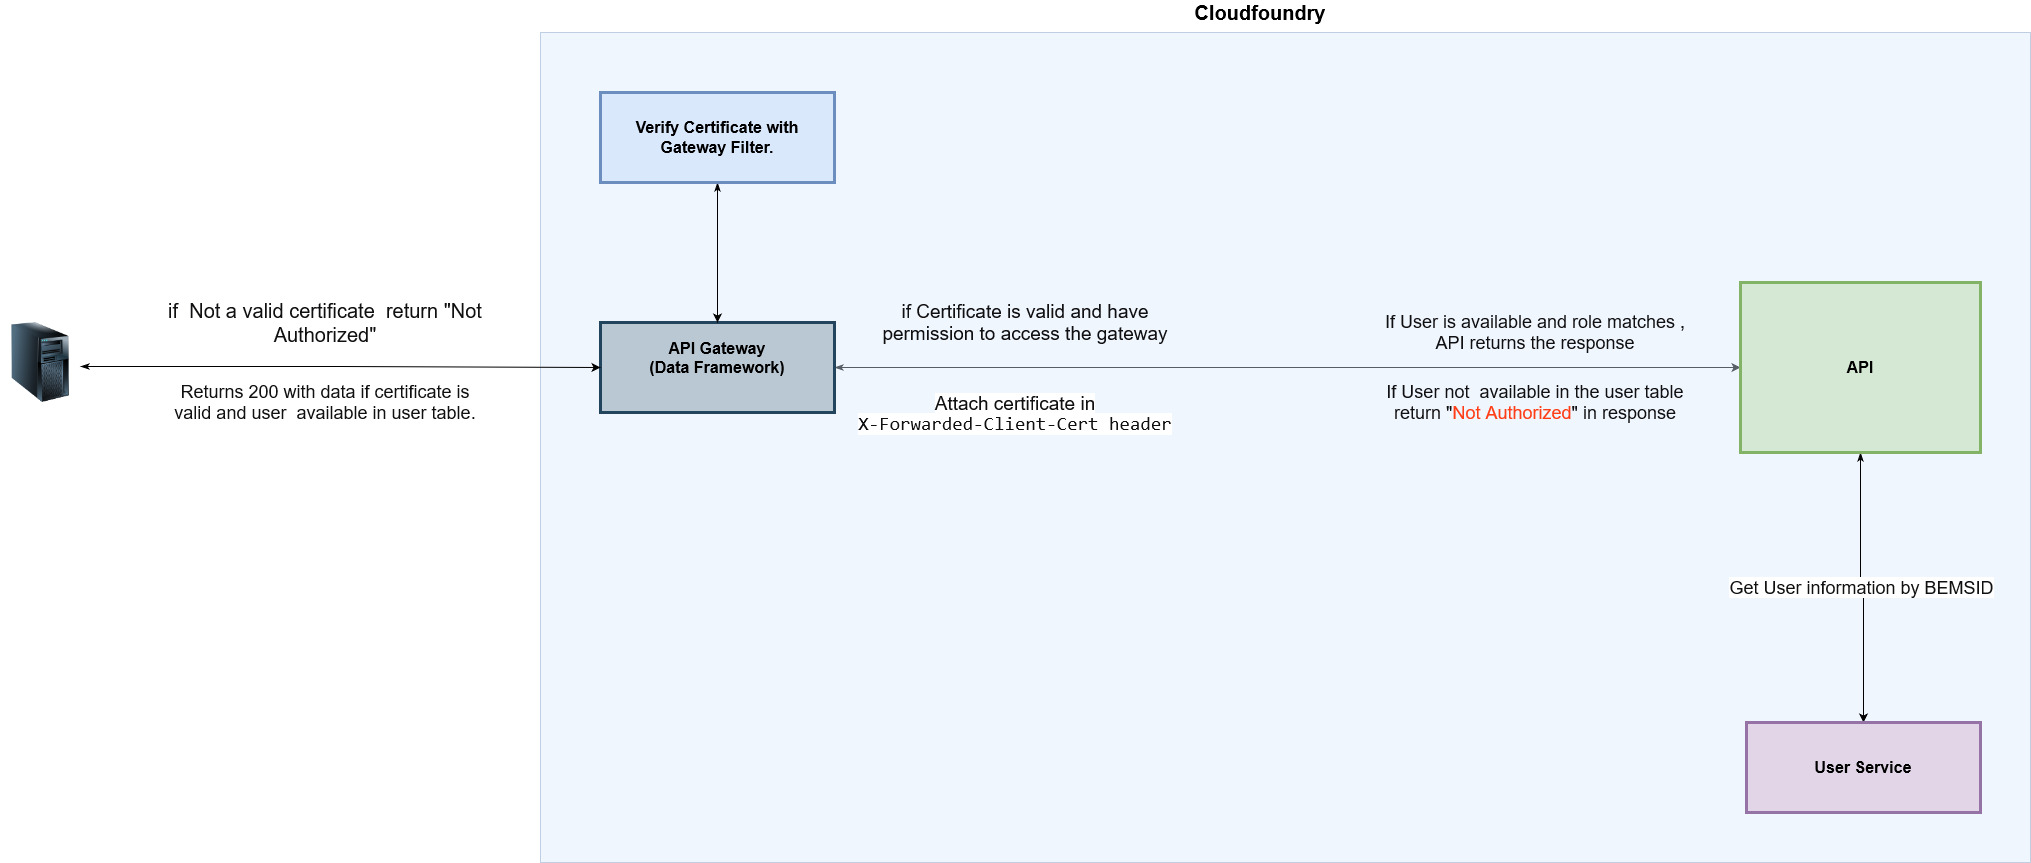 Cloudfoundry
Verify Certificate with
Gateway Filter.
if  Not a valid certificate  return "Not
Authorized"
Returns 200 with data if certificate is
valid and user  available in user table.
API Gateway
(Data Framework)
if Certificate is valid and have
permission to access the gateway
Attach certificate in
X-Forwarded-Client-Cert header
If User is available and role matches ,
API returns the response
If User not  available in the user table
return "Not Authorized" in response
API
Get User information by BEMSID
User Service